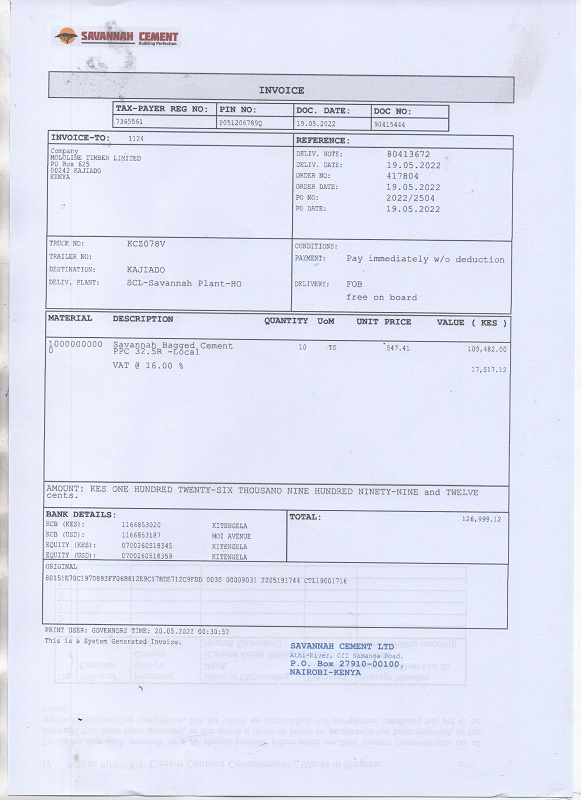 SAVANNAH CEMENT
Building Perfection
INVOICE
TAX-PAYER REG NO: PIN NO: DOC. DATE: DOC NO:
7365561 P051206789Q 19.05.2022 90415444
INVOICE-TO: 1124
Company
MOLOLINE TIMBER LIMITED
PO Box 625
00242 KAJIADO
KENYA
REFERENCE:
DELIV. NOTE: 80413672
DELIV. DATE: 19.05.2022
ORDER NO: 417804
ORDER DATE: 19.05.2022
PO NO: 2022/2504
PO DATE: 19.05.2022
TRUCK NO: KCZ078V
TRAILER NO:
DESTINATION: KAJIADO
DELIV. PLANT: SCL-Savannah Plant-HO
CONDITIONS:
PAYMENT: Pay immediately w/o deduction
DELIVERY: FOB
free on board
MATERIAL DESCRIPTION QUANTITY UoM UNIT PRICE VALUE ( KES )
1000000000 Savannah Bagged Cement 10 TO 547.41 109,482.00
0 PPC 32.5R -Local
VAT @ 16.00 % 17,517.12
AMOUNT: KES ONE HUNDRED TWENTY-SIX THOUSAND NINE HUNDRED NINETY-NINE and TWELVE
cents.
BANK DETAILS:
KCB (KES): 1166853020 KITENGELA
KCB (USD): 1166853187 MOI AVENUE
EQUITY (KES): 0700260518345 KITENGELA
EQUITY (USD): 0700260518359 KITENGELA
TOTAL: 126,999.12
ORIGINAL
0030 00009031 2205191744 CTL19001716
PRINT USER: GOVERNOR2 TIME: 20.05.2022 00:30:52
This is a System Generated Invoice.
SAVANNAH CEMENT LTD
Athi-River, Off Namanga Road.
P.O. Box 27910-00100,
NAIROBI-KENYA